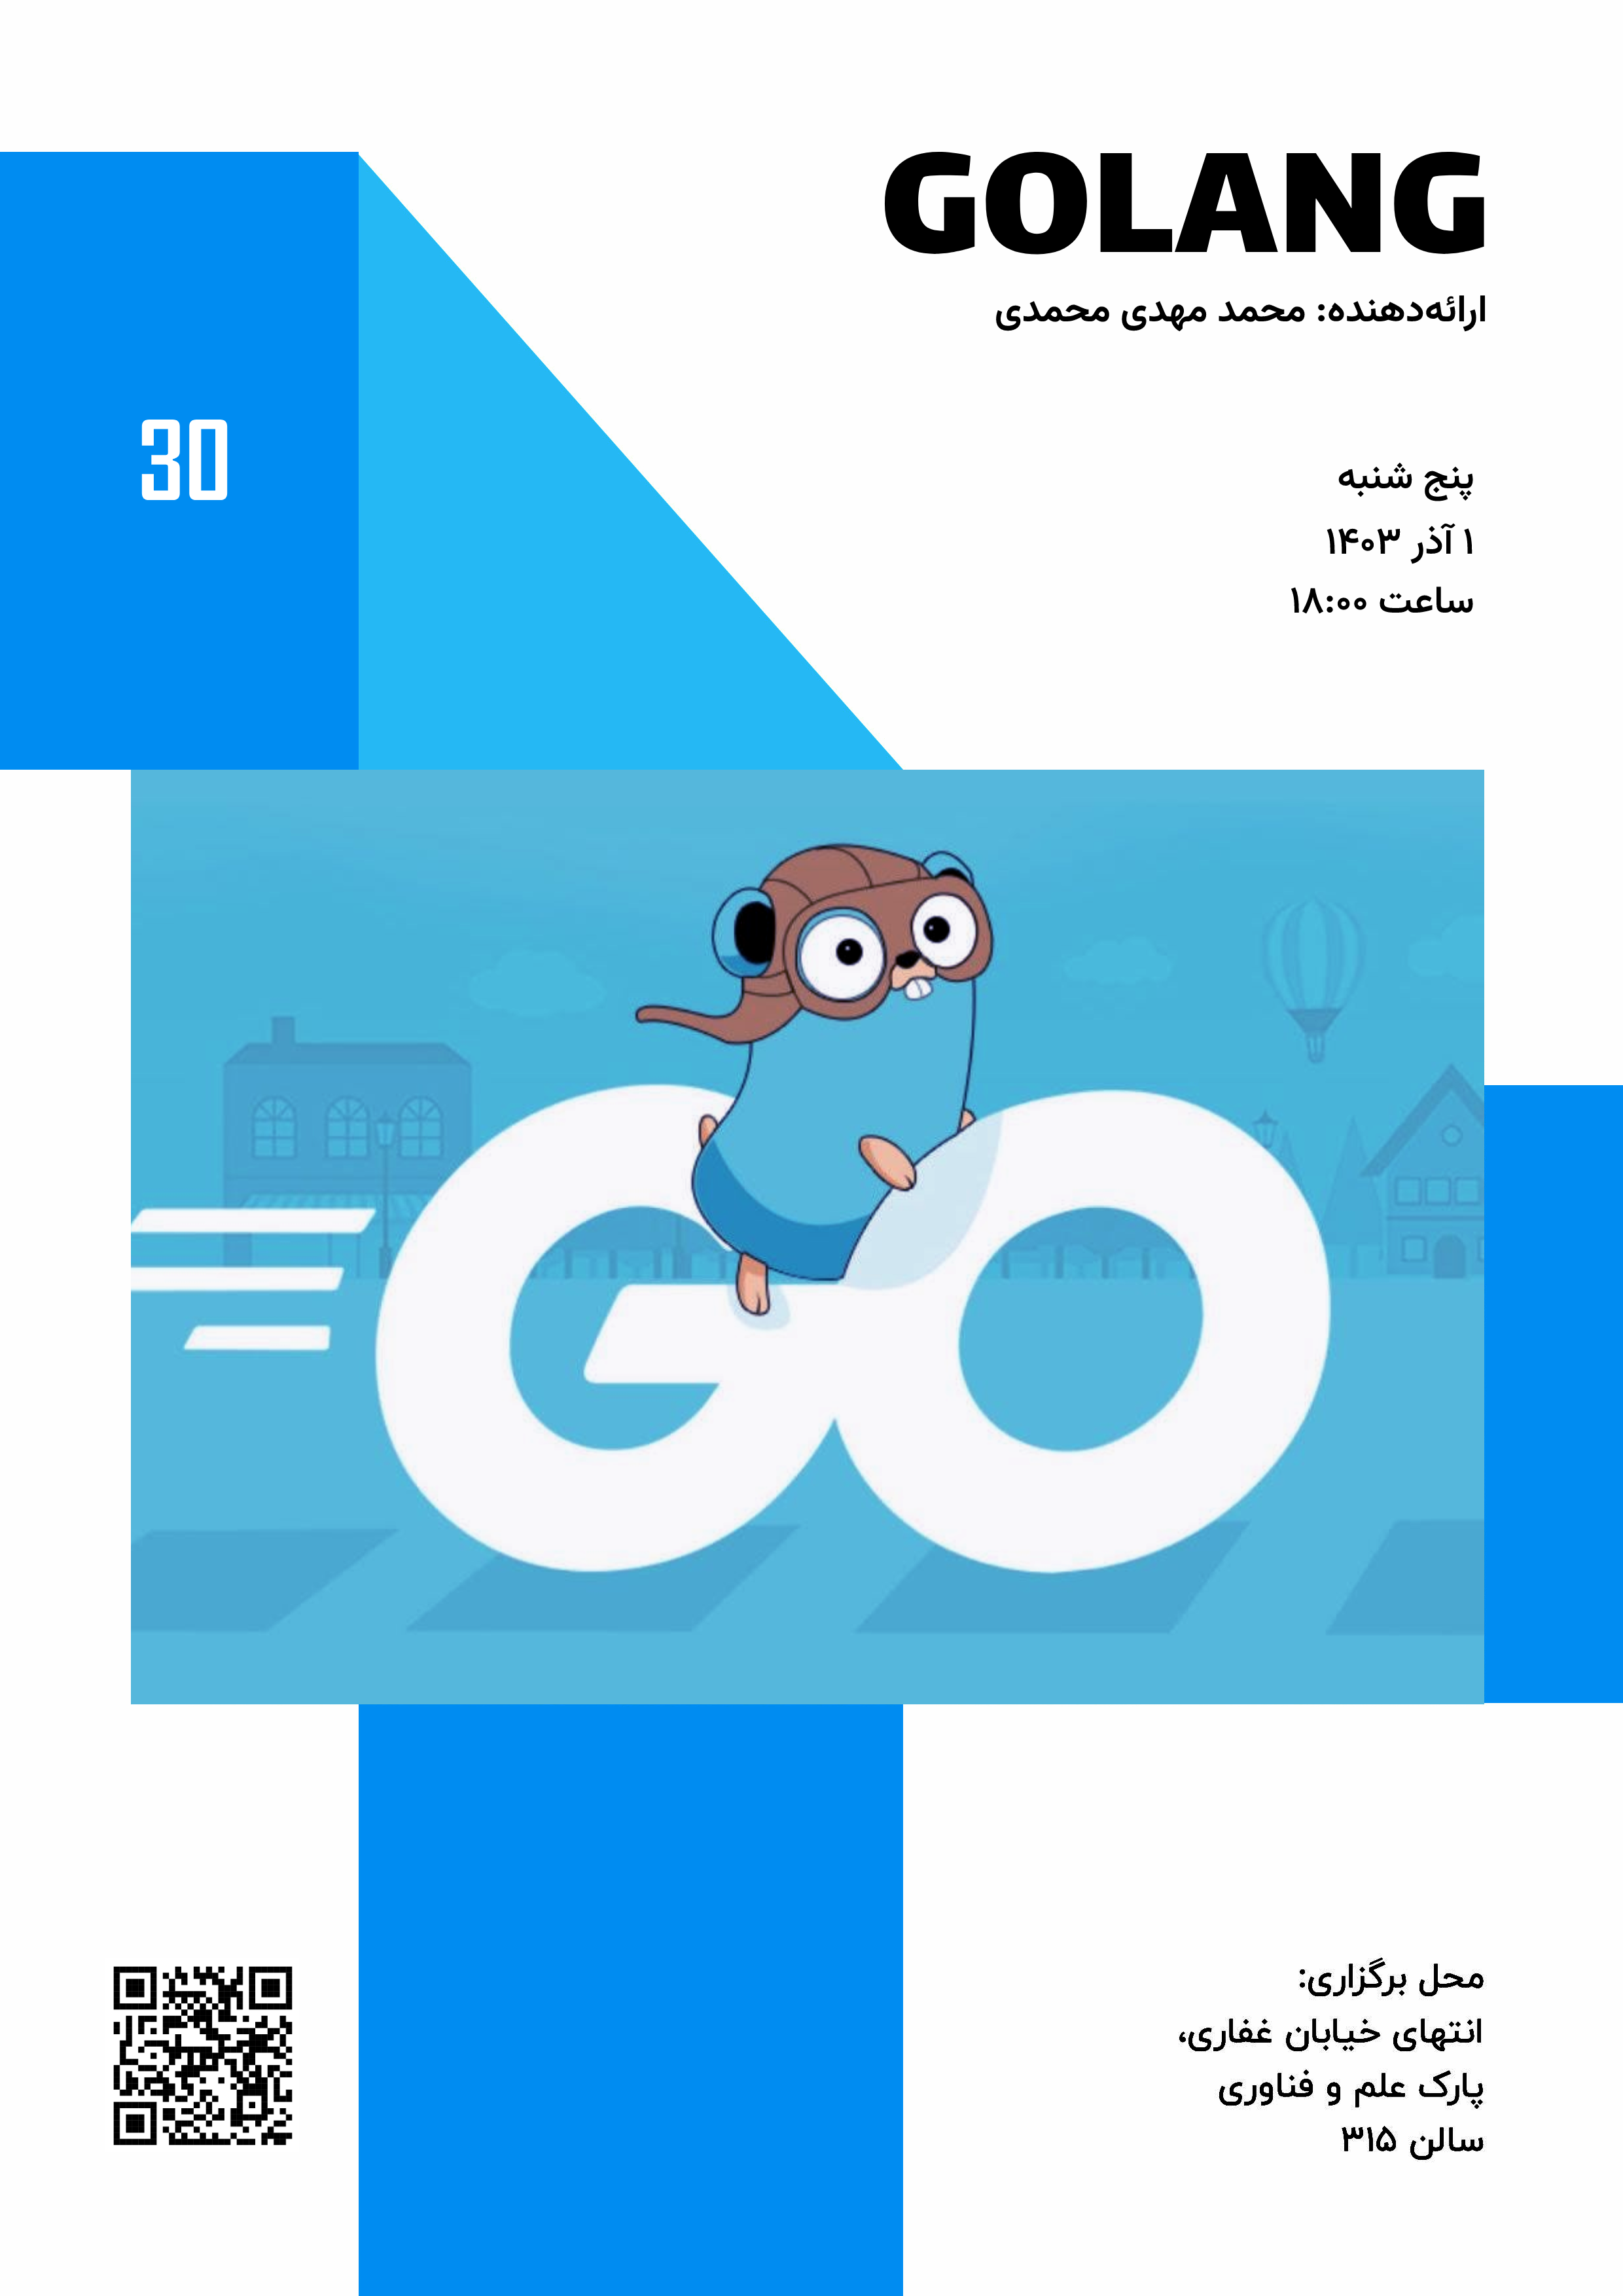 GOLANG
ارائه‌دهنده: محمد مهدی محمدی
30
پنج شنبه
۱ آذر ۱۴۰۳
ساعت ۱۸:۰۰
GO
محل برگزاری:
انتهای خیابان غفاری،
پارک علم و فناوری
سالن ۳۱۵